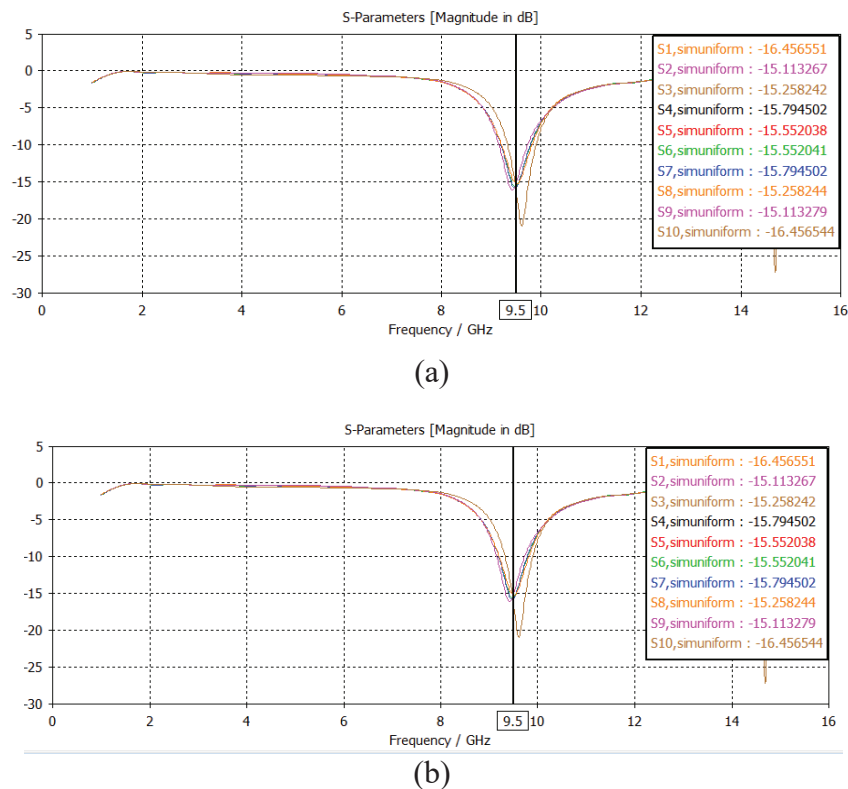 S-Parameters [Magnitude in dB]
5
0
-5
-10
-15
-20
-25
-30
S1,simuniform : -16.456551
S2,simuniform : -15.113267
S3,simuniform : -15.258242
S4,simuniform : -15.794502
S5,simuniform : -15.552038
S6,simuniform : -15.552041
S7,simuniform : -15.794502
S8,simuniform : -15.258244
S9,simuniform : -15.113279
S10,simuniform : -16.456544
0 2 4 6 8 9.5 10 12 14 16
Frequency / GHz
(a)
S-Parameters [Magnitude in dB]
5
0
-5
-10
-15
-20
-25
-30
S1,simuniform : -16.456551
S2,simuniform : -15.113267
S3,simuniform : -15.258242
S4,simuniform : -15.794502
S5,simuniform : -15.552038
S6,simuniform : -15.552041
S7,simuniform : -15.794502
S8,simuniform : -15.258244
S9,simuniform : -15.113279
S10,simuniform : -16.456544
0 2 4 6 8 9.5 10 12 14 16
Frequency / GHz
(b)